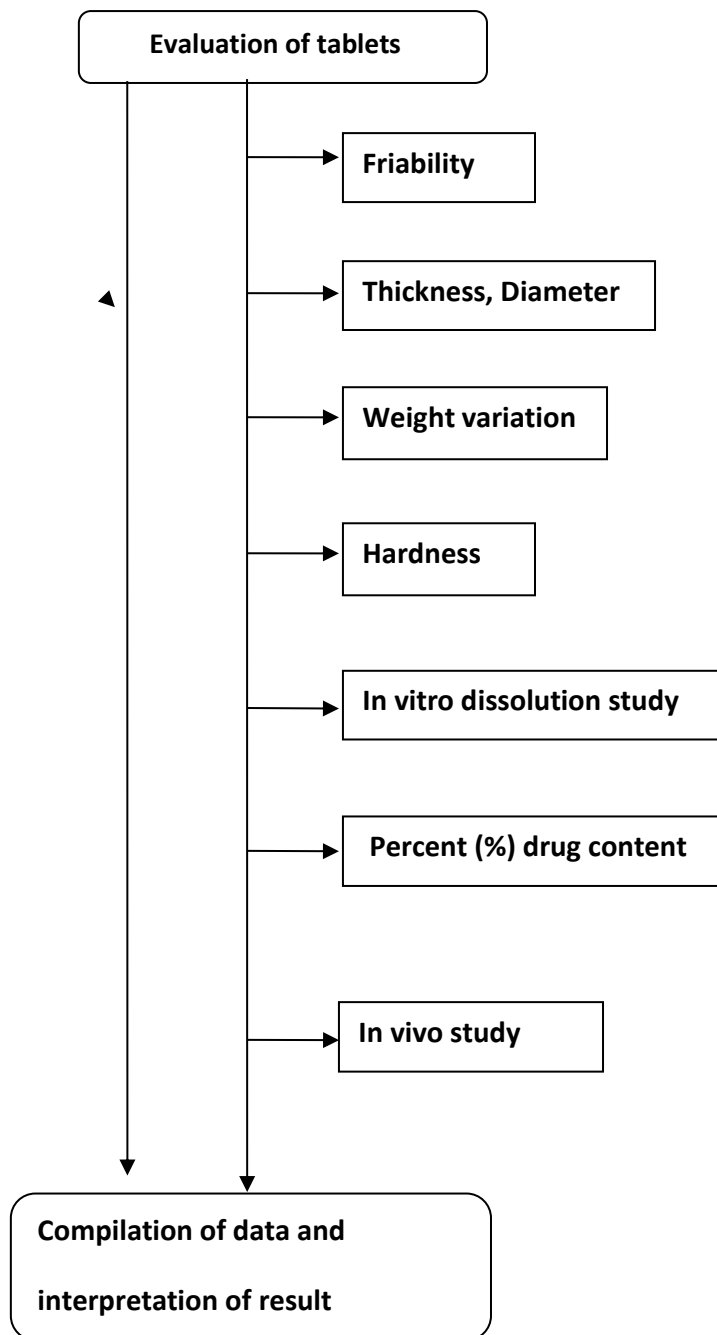 Evaluation of tablets
Friability
Thickness, Diameter
Weight variation
Hardness
In vitro dissolution study
Percent (%) drug content
In vivo study
Compilation of data and
interpretation of result